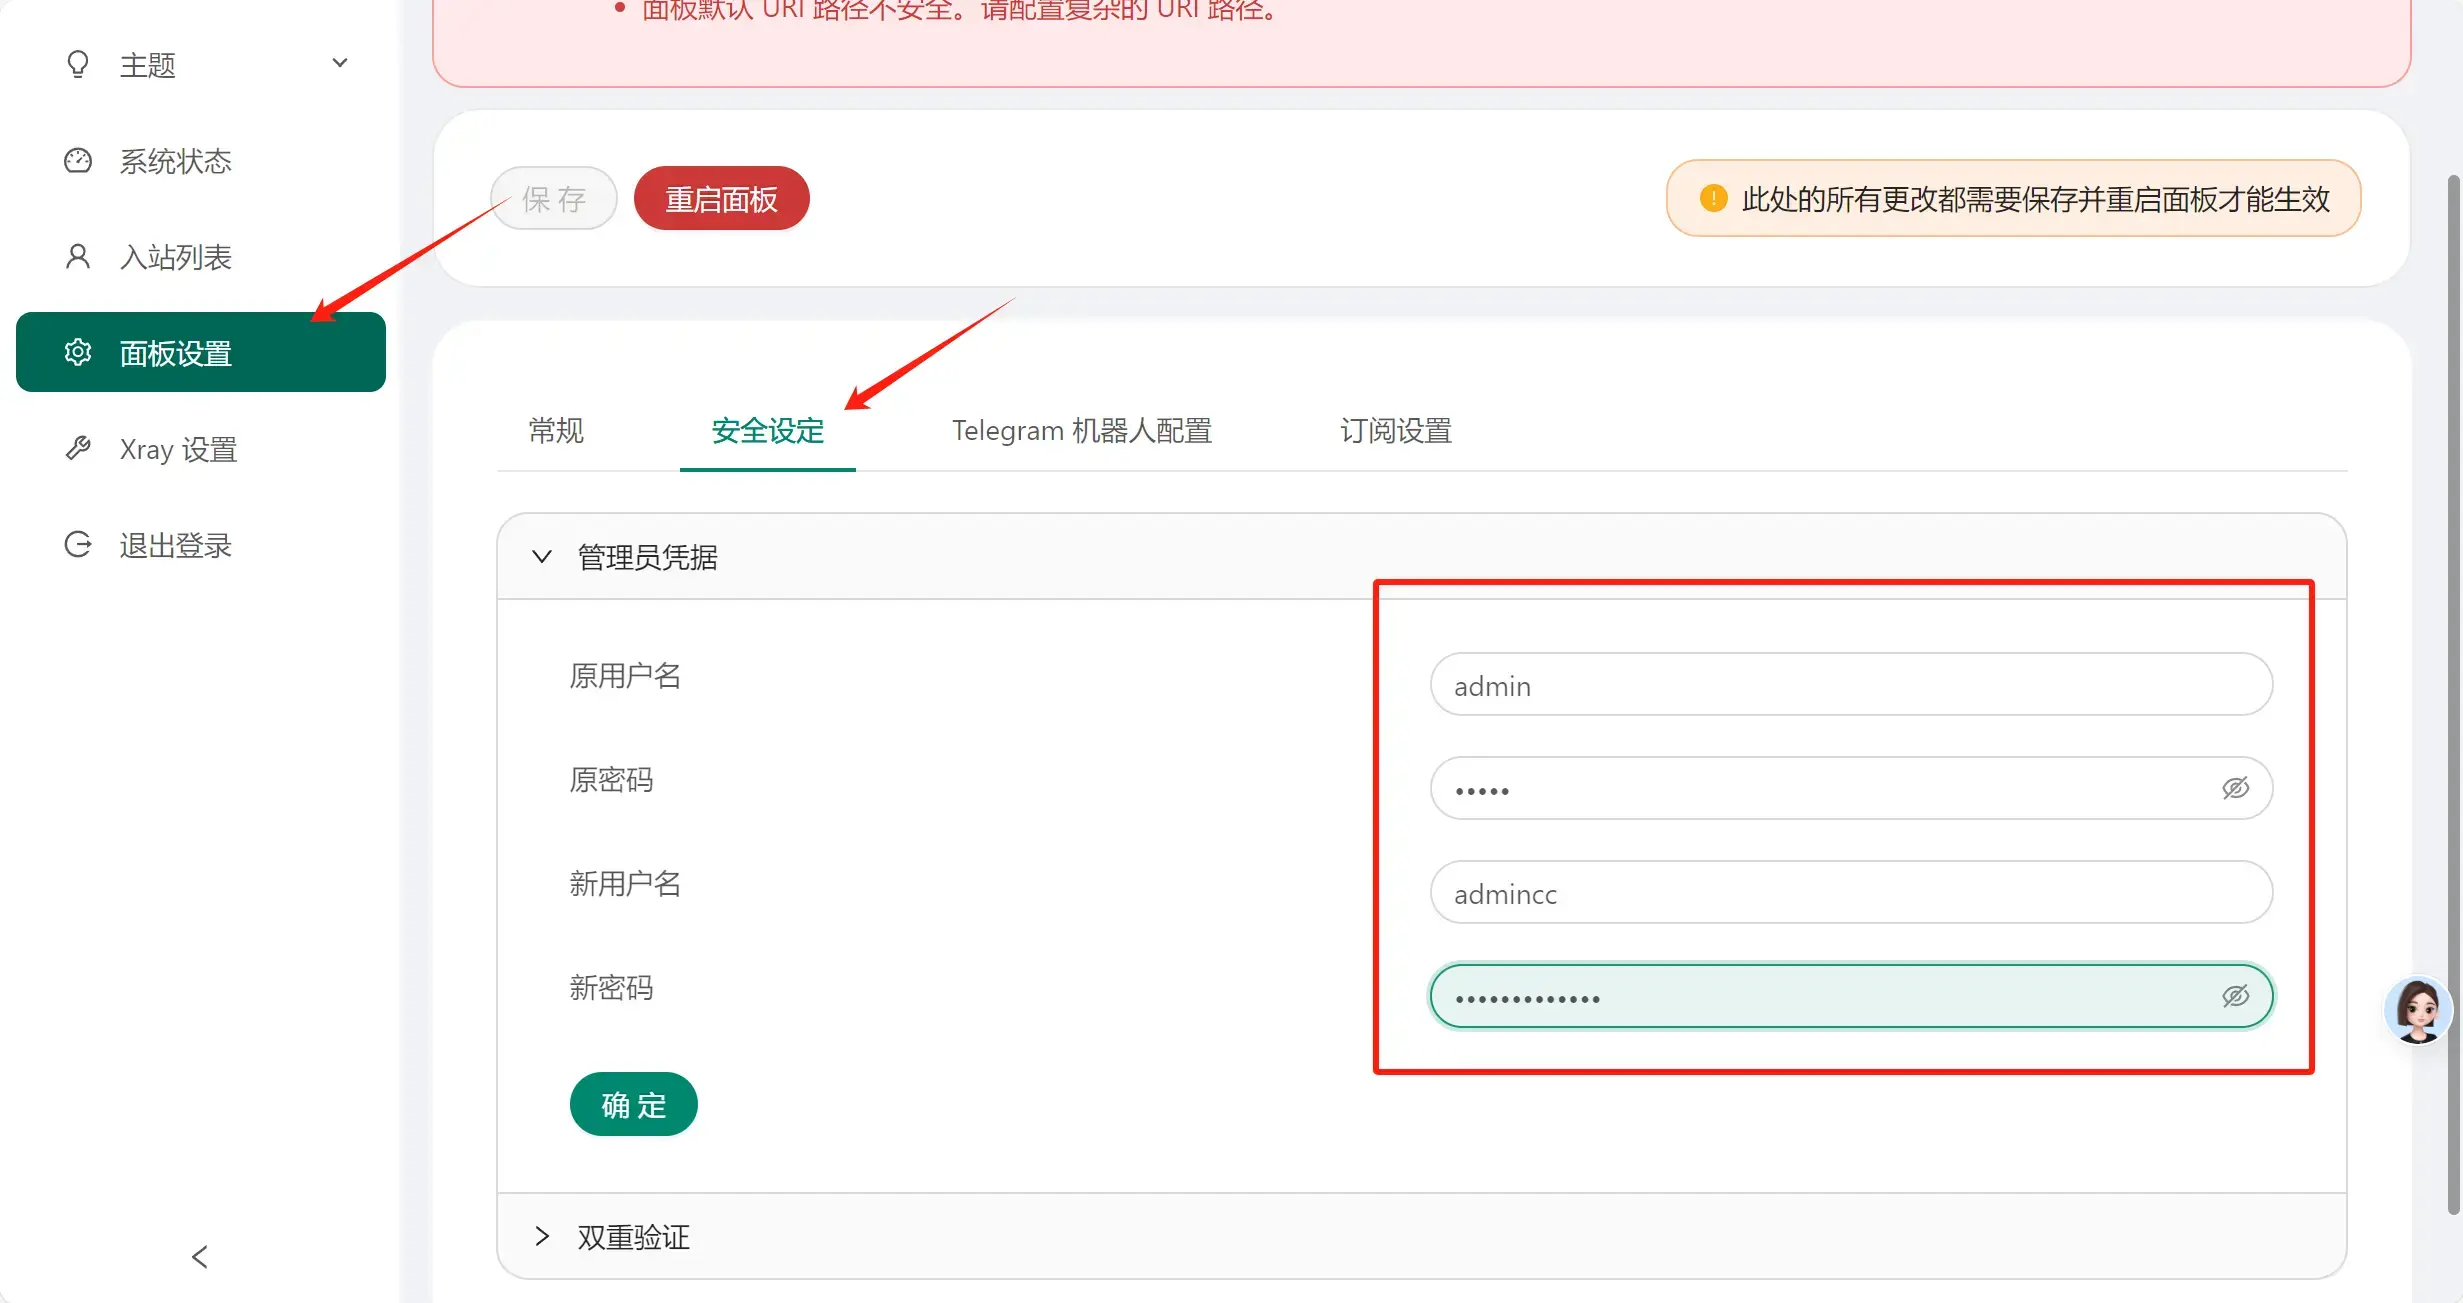 面板默认 URI 路径不安全。请配置复杂的 URI 路径。
主题
系统状态
入站列表
面板设置
Xray 设置
退出登录
保 存
重启面板
此处的所有更改都需要保存并重启面板才能生效
常规
安全设定
Telegram 机器人配置
订阅设置
管理员凭据
原用户名
admin
原密码
•••••
新用户名
admincc
新密码
•••••••••••••
确 定
双重验证